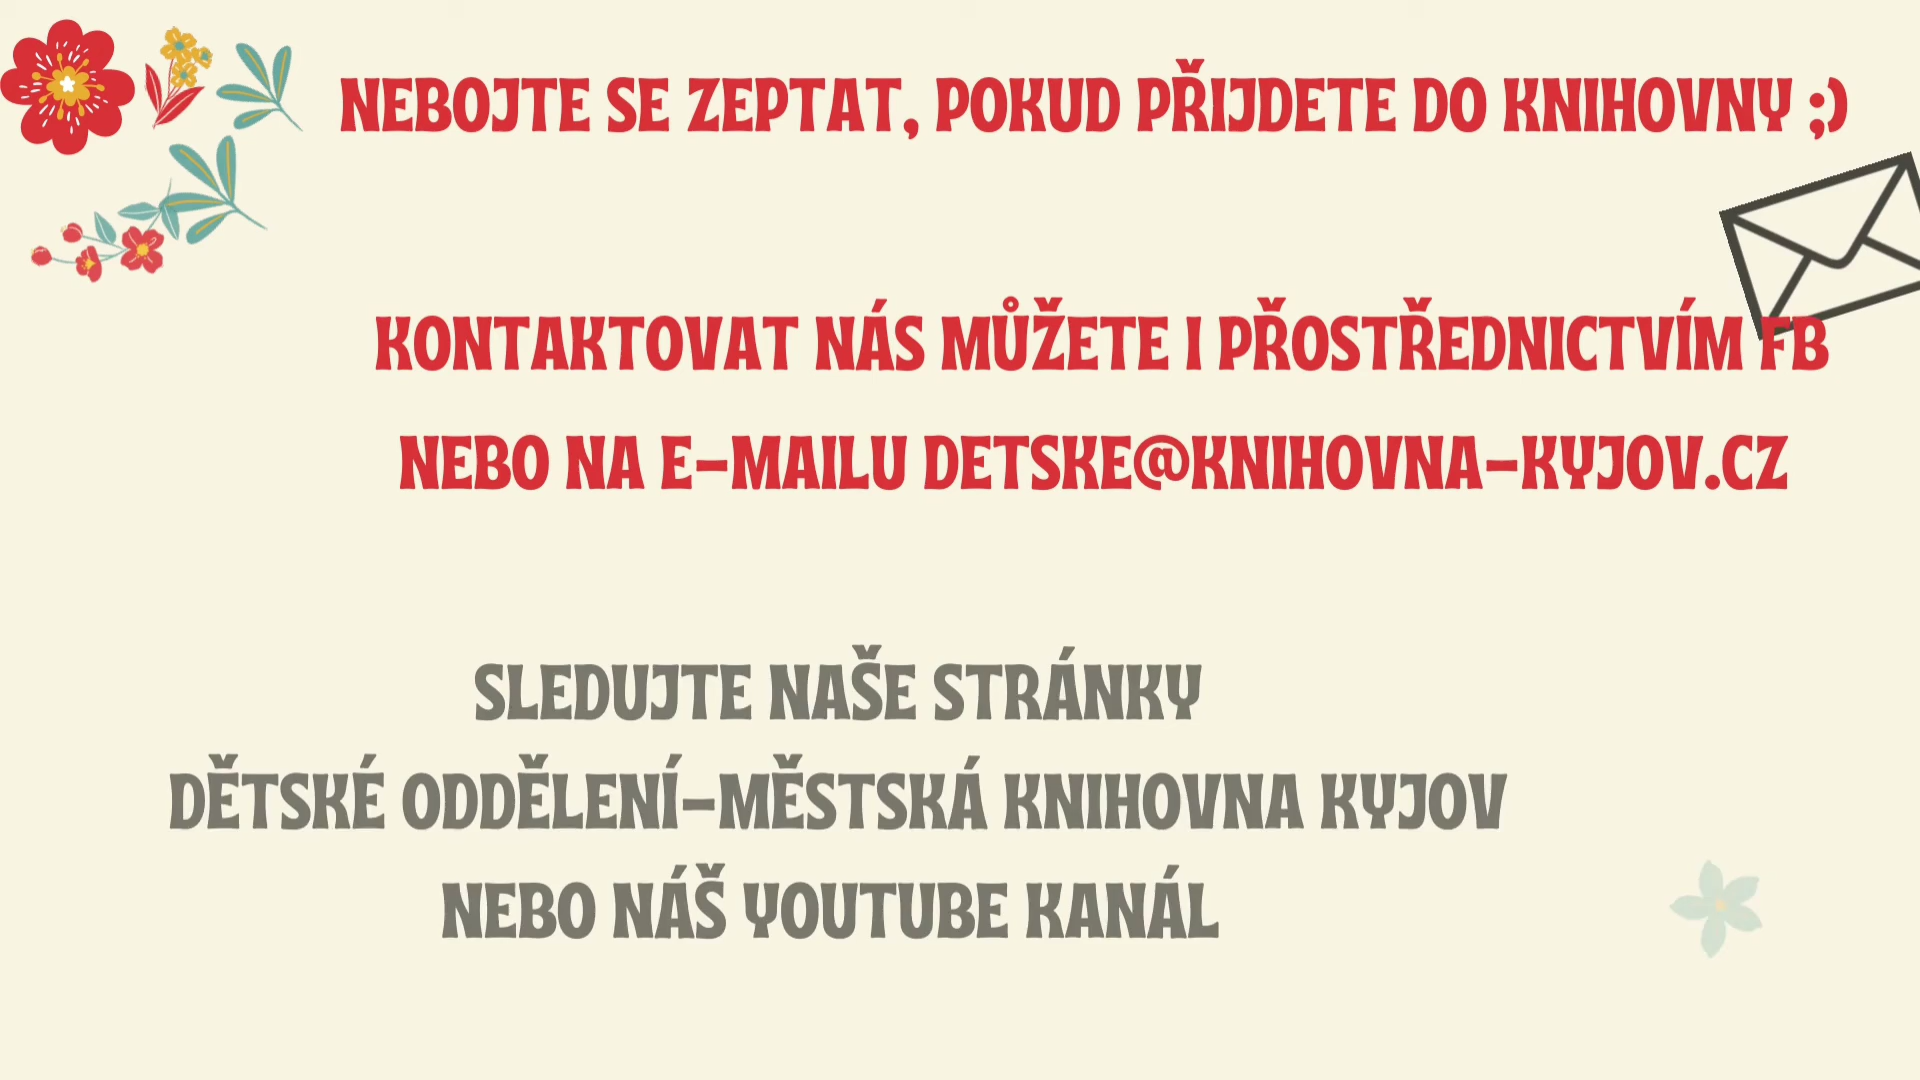 NEBOJTE SE ZEPTAT, POKUD PŘIJDETE DO KNIHOVNY ;)
KONTAKTOVAT NÁS MŮŽETE I PŘOSTŘEDNICTVÍM FB
NEBO NA E-MAILU DETSKE@KNIHOVNA-KYJOV.CZ
SLEDUJTE NAŠE STRÁNKY
DĚTSKÉ ODDĚLENÍ-MĚSTSKÁ KNIHOVNA KYJOV
NEBO NÁŠ YOUTUBE KANÁL